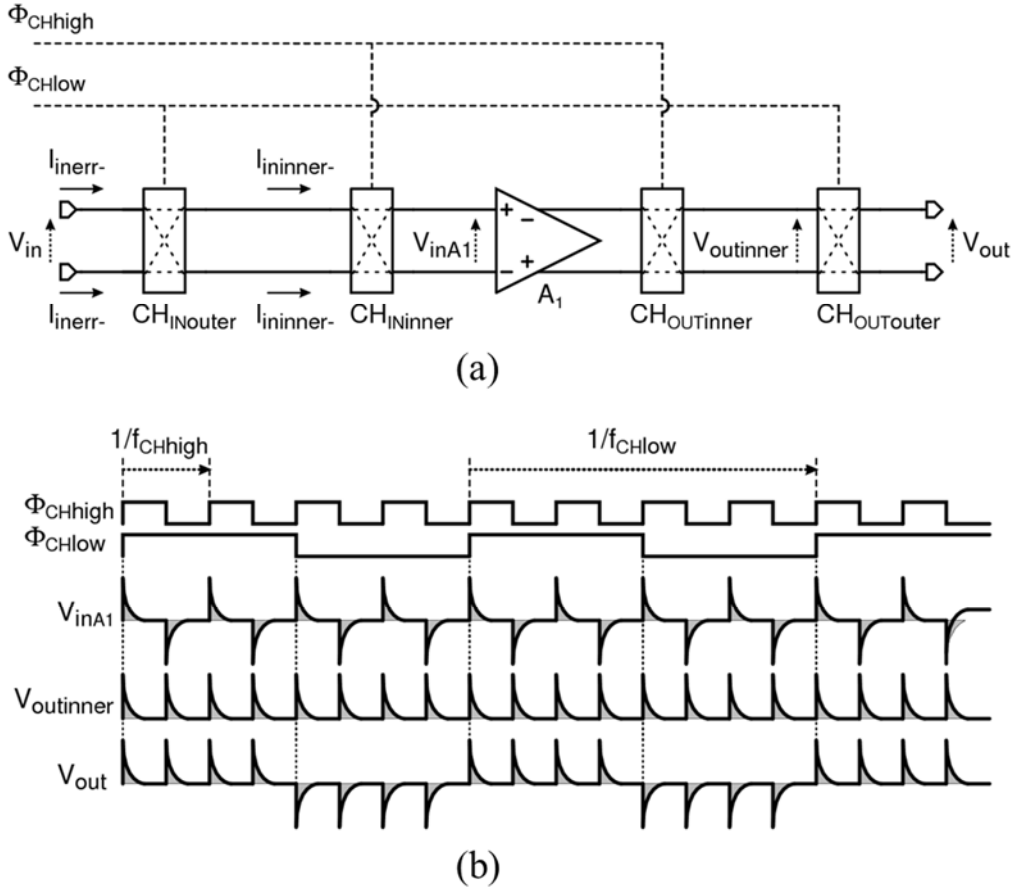 ΦCHhigh
ΦCHlow
Iinerr- Iininner-
Vin VinA1 + − − + Voutinner Vout
A1
Iinerr- CHINouter Iininner- CHINinner CHOUTinner CHOUTouter
(a)
1/fCHhigh 1/fCHlow
ΦCHhigh
ΦCHlow
VinA1
Voutinner
Vout
(b)